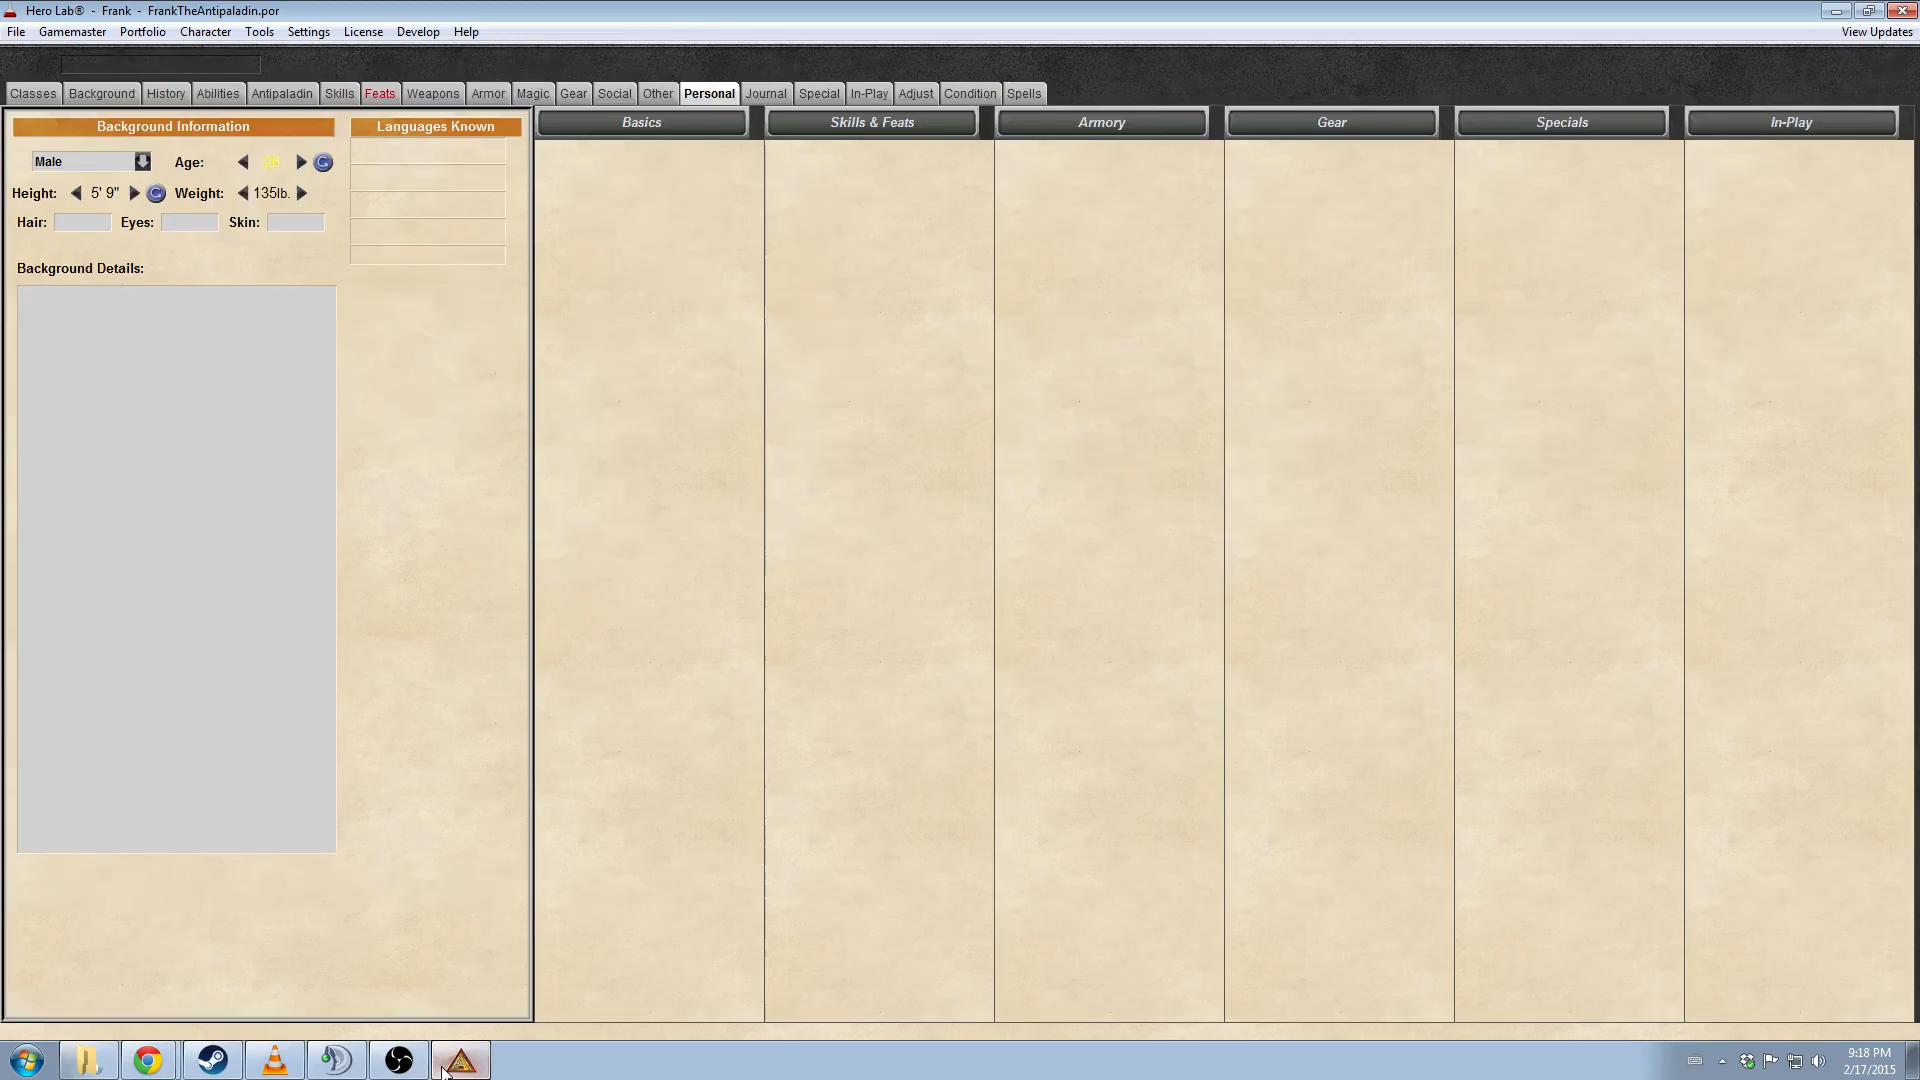 Hero Lab® - Frank - FrankTheAntipaladin.por
File Gamemaster Portfolio Character Tools Settings License Develop Help View Updates
Classes Background History Abilities Antipaladin Skills Feats Weapons Armor Magic Gear Social Other Personal Journal Special In-Play Adjust Condition Spells
Background Information Languages Known Basics Skills & Feats Armory Gear Specials In-Play
Male Age:
Height: 5' 9" Weight: 135lb.
Hair: Eyes: Skin:
Background Details:
9:18 PM
2/17/2015